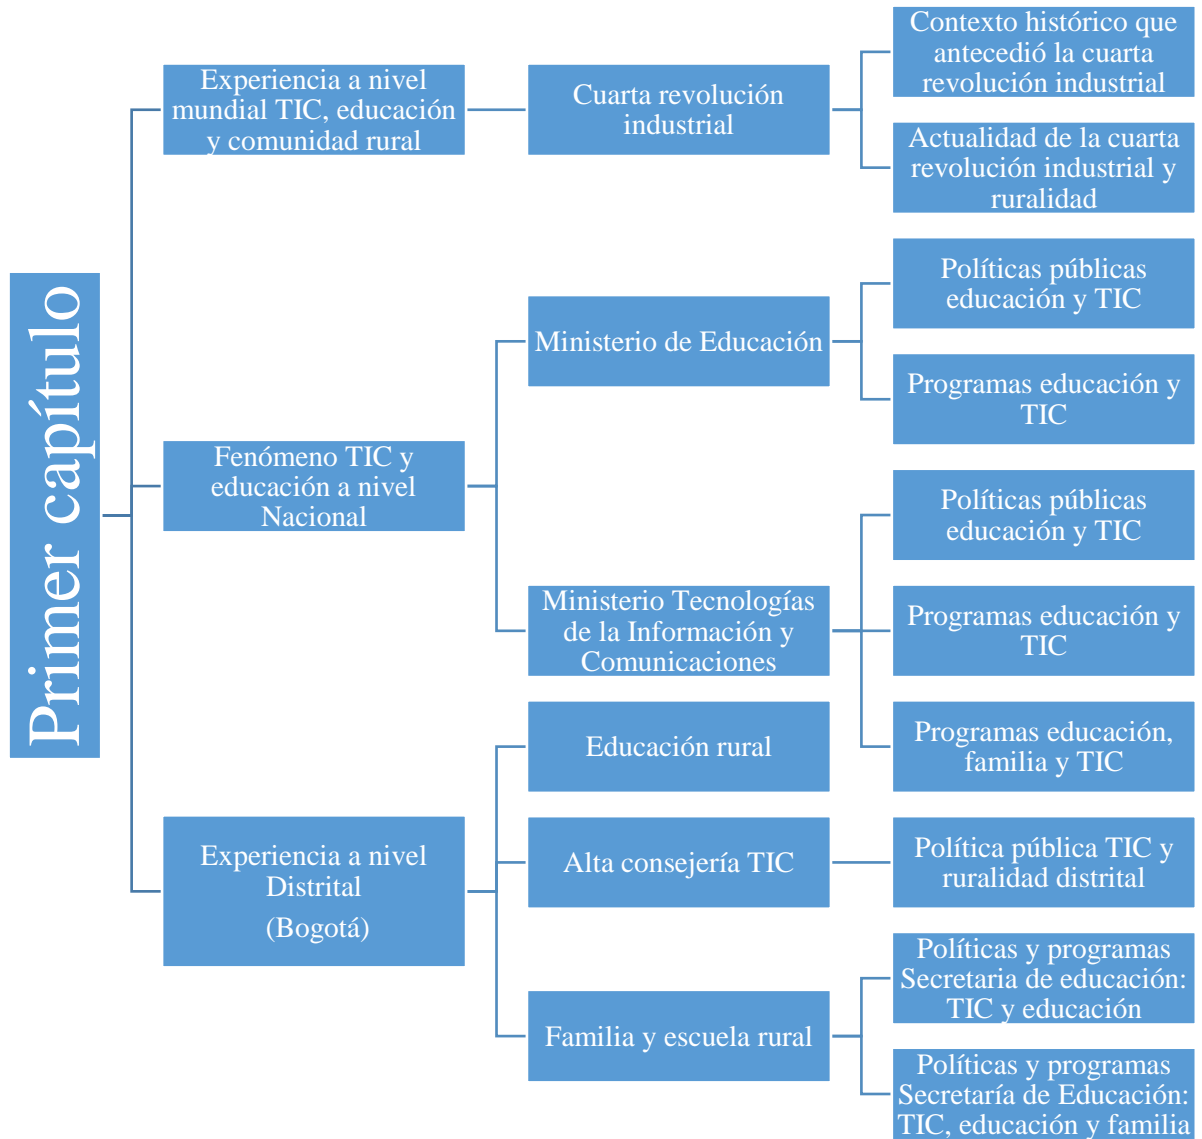 Primer capítulo
Experiencia a nivel
mundial TIC, educación
y comunidad rural
Cuarta revolución
industrial
Contexto histórico que
antecedió la cuarta
revolución industrial
Actualidad de la cuarta
revolución industrial y
ruralidad
Fenómeno TIC y
educación a nivel
Nacional
Ministerio de Educación
Políticas públicas
educación y TIC
Programas educación y
TIC
Ministerio Tecnologías
de la Información y
Comunicaciones
Políticas públicas
educación y TIC
Programas educación y
TIC
Programas educación,
familia y TIC
Experiencia a nivel
Distrital
(Bogotá)
Educación rural
Alta consejería TIC
Política pública TIC y
ruralidad distrital
Familia y escuela rural
Políticas y programas
Secretaria de educación:
TIC y educación
Políticas y programas
Secretaría de Educación:
TIC, educación y familia